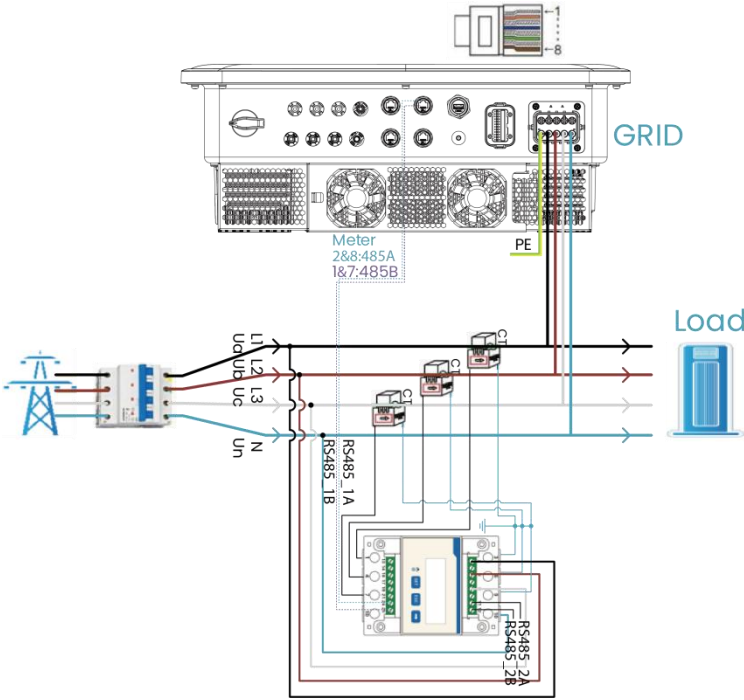 1
8
GRID
PE
Meter
2&8:485A
1&7:485B
Load
L1
Ua
L2
Ub
L3
Uc
N
Un
CT
CT
CT
RS485_1A
RS485_1B
RS485_2A
RS485_2B